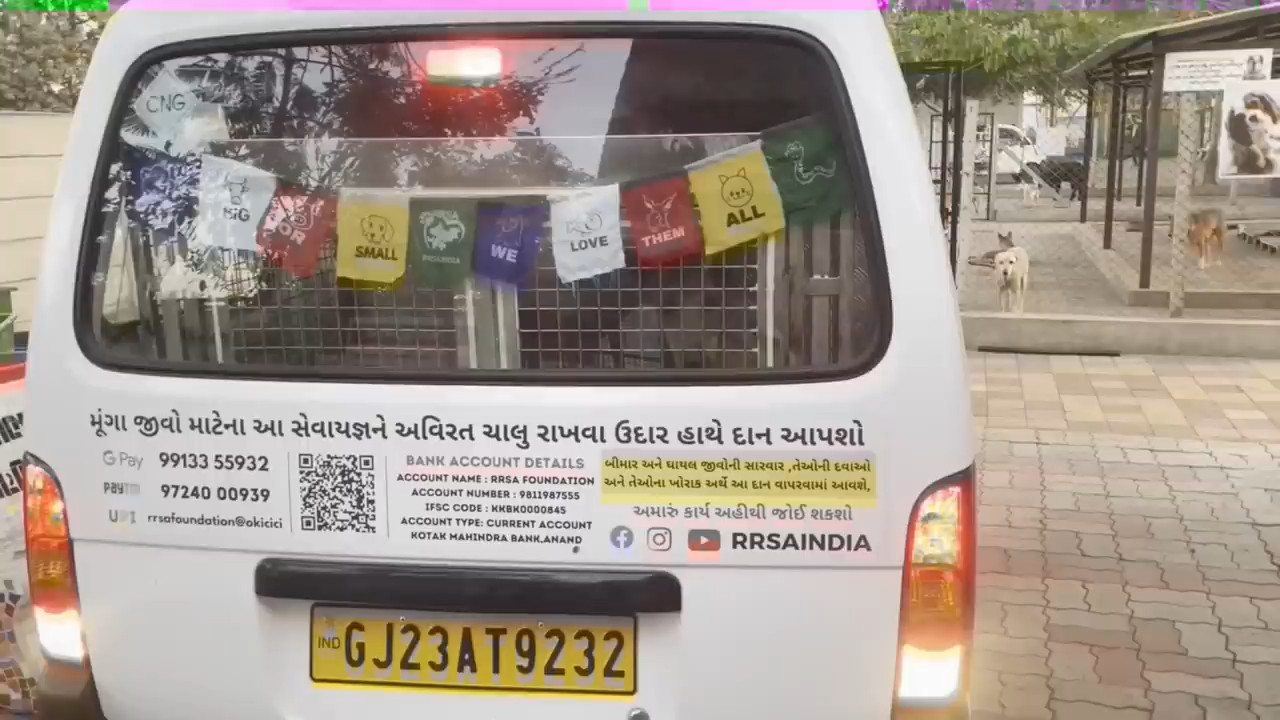 CNG
BIG
OR
SMALL
WE
LOVE
THEM
ALL
મૂંગા જીવો માટેના આ સેવાયજ્ઞને અવિરત ચાલુ રાખવા ઉદાર હાથે દાન આપશો
G Pay 99133 55932
Paytm 97240 00939
UPI rrsafoundation@okicici
BANK ACCOUNT DETAILS
ACCOUNT NAME : RRSA FOUNDATION
ACCOUNT NUMBER : 9811987555
IFSC CODE : KKBK0000845
ACCOUNT TYPE: CURRENT ACCOUNT
KOTAK MAHINDRA BANK,ANAND
બીમાર અને ઘાયલ જીવોની સારવાર ,તેઓની દવાઓ
અને તેઓના ખોરાક અર્થે આ દાન વાપરવામાં આવશે,
અમારું કાર્ય અહીથી જોઈ શકશો
RRSAINDIA
IND GJ23AT9232